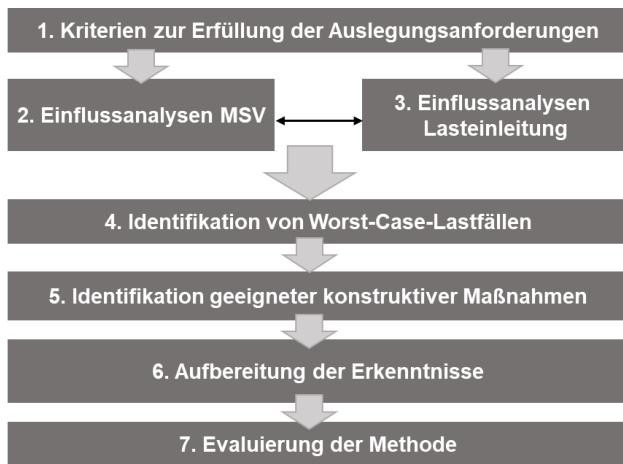 1. Kriterien zur Erfüllung der Auslegungsanforderungen
2. Einflussanalysen MSV
3. Einflussanalysen
Lasteinleitung
4. Identifikation von Worst-Case-Lastfällen
5. Identifikation geeigneter konstruktiver Maßnahmen
6. Aufbereitung der Erkenntnisse
7. Evaluierung der Methode